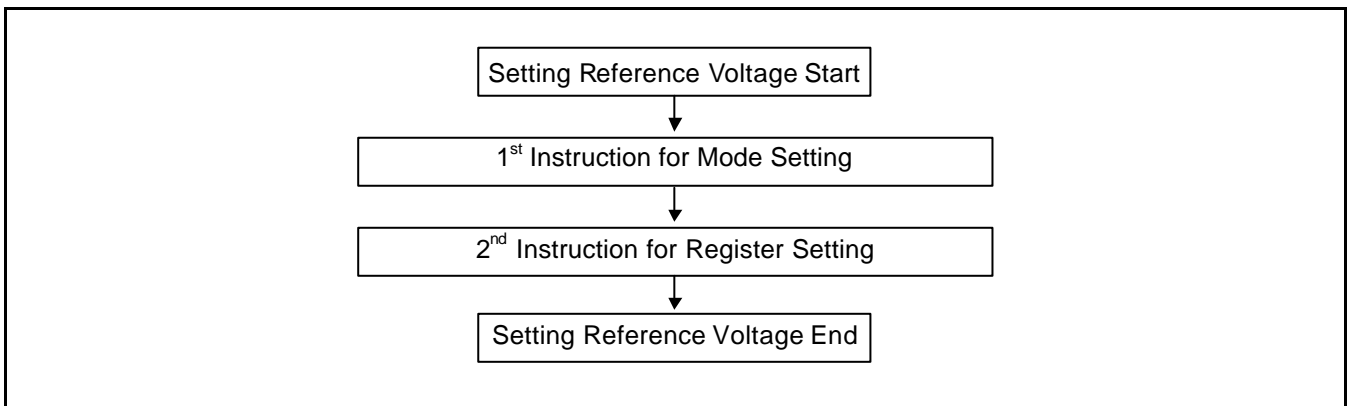 Setting Reference Voltage Start
1st Instruction for Mode Setting
2nd Instruction for Register Setting
Setting Reference Voltage End